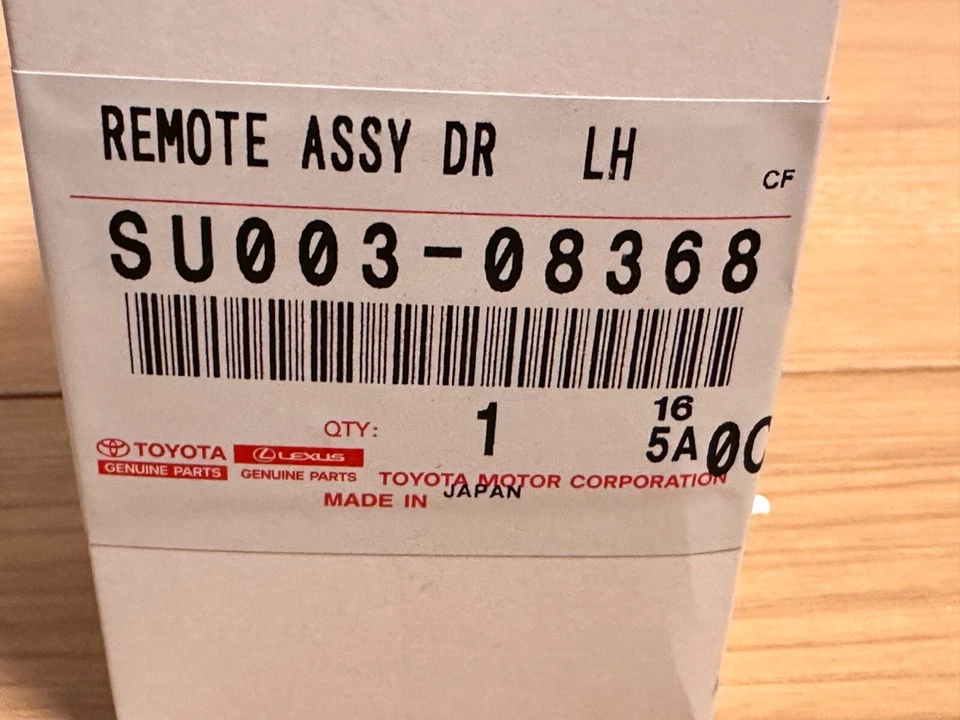 REMOTE ASSY DR LH
CF
SU003-08368
QTY: 1
16
5A
TOYOTA LEXUS
GENUINE PARTS GENUINE PARTS
TOYOTA MOTOR CORPORATION
MADE IN JAPAN